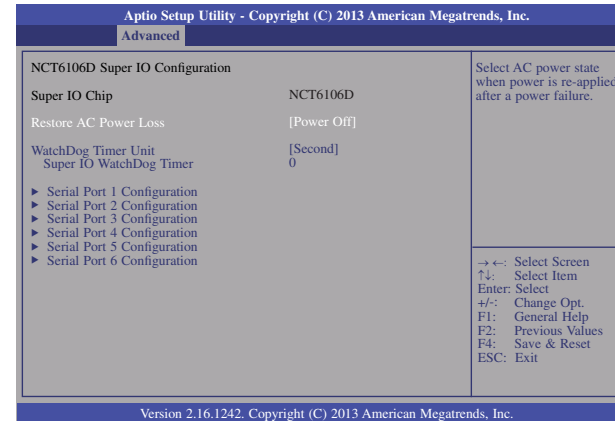 Aptio Setup Utility - Copyright (C) 2013 American Megatrends, Inc.
Advanced
NCT6106D Super IO Configuration
Super IO Chip NCT6106D
Restore AC Power Loss [Power Off]
WatchDog Timer Unit [Second]
Super IO WatchDog Timer 0
▶ Serial Port 1 Configuration
▶ Serial Port 2 Configuration
▶ Serial Port 3 Configuration
▶ Serial Port 4 Configuration
▶ Serial Port 5 Configuration
▶ Serial Port 6 Configuration
Select AC power state
when power is re-applied
after a power failure.
→←: Select Screen
↑↓: Select Item
Enter: Select
+/-: Change Opt.
F1: General Help
F2: Previous Values
F4: Save & Reset
ESC: Exit
Version 2.16.1242. Copyright (C) 2013 American Megatrends, Inc.